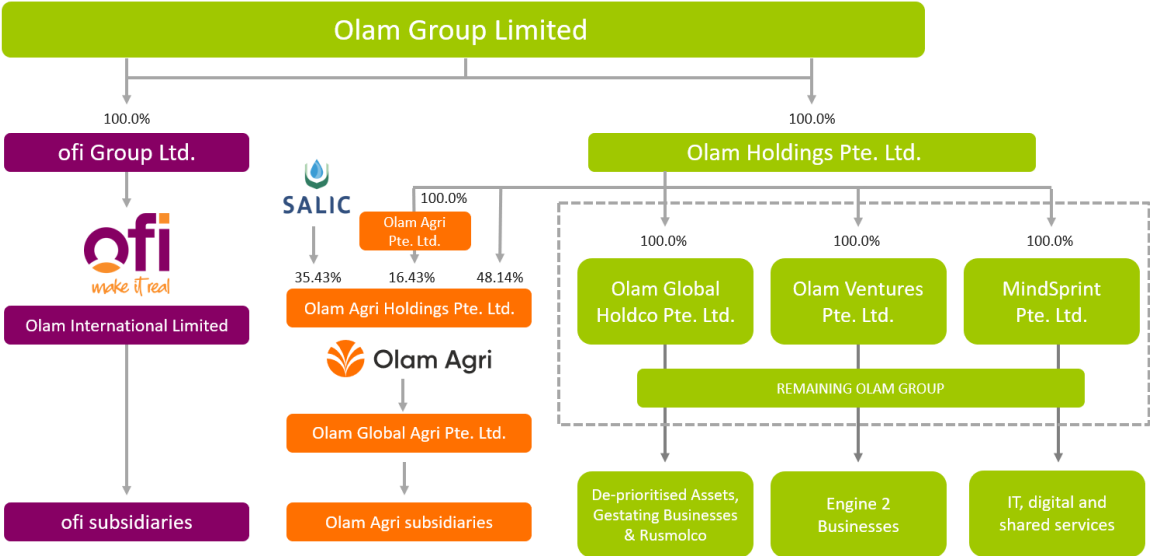 Olam Group Limited
100.0%
100.0%
ofi Group Ltd.
Olam Holdings Pte. Ltd.
SALIC
100.0%
Olam Agri
Pte. Ltd.
35.43%
16.43%
48.14%
Olam Agri Holdings Pte. Ltd.
100.0%
100.0%
100.0%
ofi
make it real
Olam International Limited
Olam Global
Holdco Pte. Ltd.
Olam Ventures
Pte. Ltd.
MindSprint
Pte. Ltd.
Olam Agri
REMAINING OLAM GROUP
Olam Global Agri Pte. Ltd.
ofi subsidiaries
Olam Agri subsidiaries
De-prioritised Assets,
Gestating Businesses
& Rusmolco
Engine 2
Businesses
IT, digital and
shared services